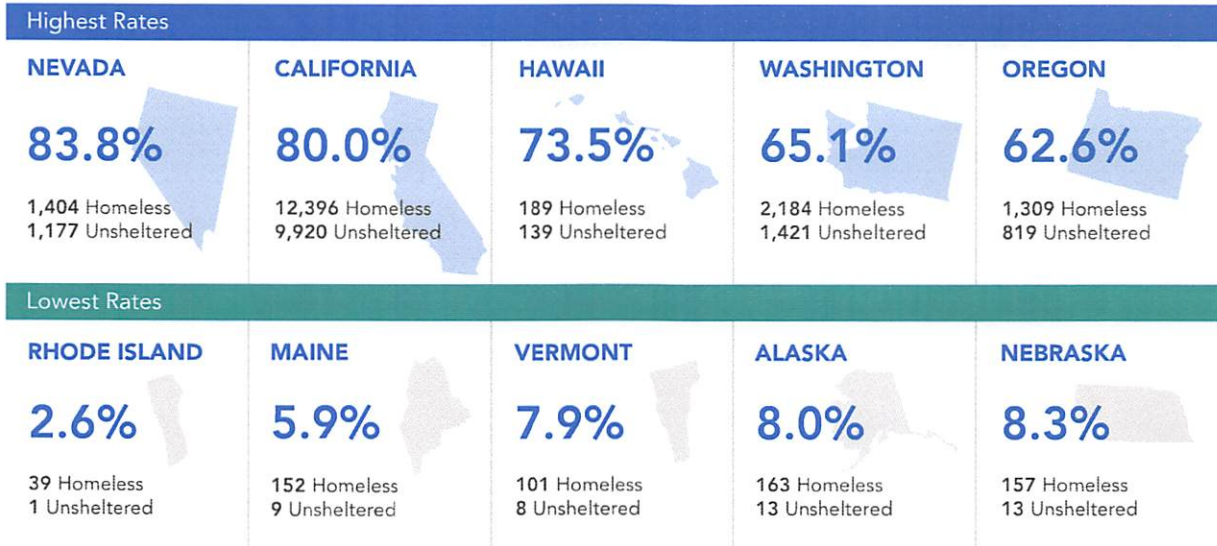 Highest Rates
NEVADA
83.8%
1,404 Homeless
1,177 Unsheltered
CALIFORNIA
80.0%
12,396 Homeless
9,920 Unsheltered
HAWAII
73.5%
189 Homeless
139 Unsheltered
WASHINGTON
65.1%
2,184 Homeless
1,421 Unsheltered
OREGON
62.6%
1,309 Homeless
819 Unsheltered
Lowest Rates
RHODE ISLAND
2.6%
39 Homeless
1 Unsheltered
MAINE
5.9%
152 Homeless
9 Unsheltered
VERMONT
7.9%
101 Homeless
8 Unsheltered
ALASKA
8.0%
163 Homeless
13 Unsheltered
NEBRASKA
8.3%
157 Homeless
13 Unsheltered